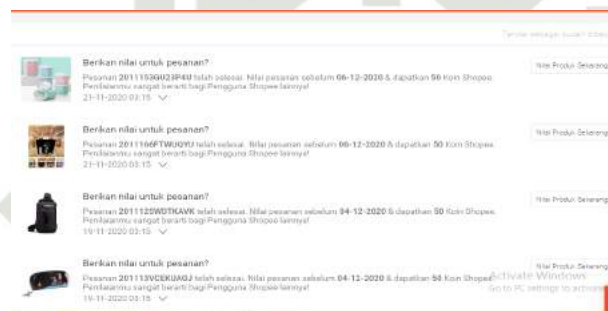 Berikan nilai untuk pesanan?
Nilai Produk Sekarang
Pesanan telah selesai. Nilai pesanan sebelum 06-12-2020 & dapatkan 50 Koin Shopee.
Penilaianmu sangat berarti bagi Pengguna Shopee lainnya!
21-11-2020 03:15
Berikan nilai untuk pesanan?
Nilai Produk Sekarang
Pesanan telah selesai. Nilai pesanan sebelum 06-12-2020 & dapatkan 50 Koin Shopee.
Penilaianmu sangat berarti bagi Pengguna Shopee lainnya!
21-11-2020 03:15
Berikan nilai untuk pesanan?
Nilai Produk Sekarang
Pesanan telah selesai. Nilai pesanan sebelum 04-12-2020 & dapatkan 50 Koin Shopee.
Penilaianmu sangat berarti bagi Pengguna Shopee lainnya!
19-11-2020 03:15
Berikan nilai untuk pesanan?
Nilai Produk Sekarang
Pesanan telah selesai. Nilai pesanan sebelum 04-12-2020 & dapatkan 50 Koin Shopee.
Penilaianmu sangat berarti bagi Pengguna Shopee lainnya!
19-11-2020 03:15
Activate Windows
Go to PC settings to activate